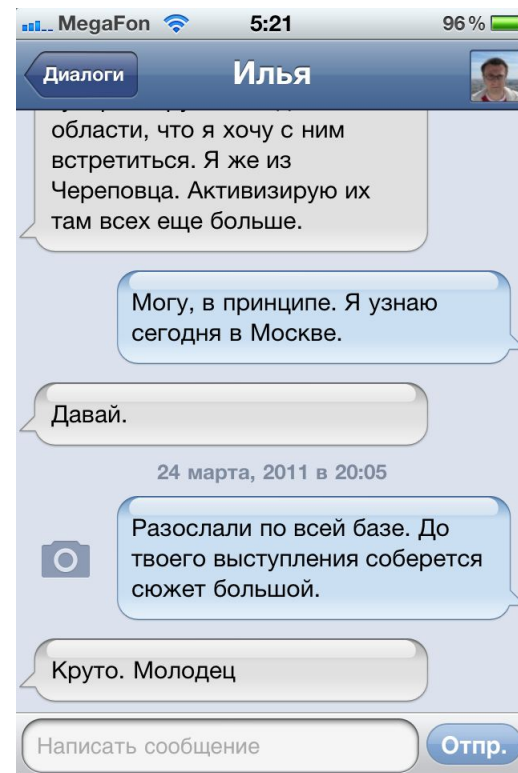 MegaFon 5:21 96 %
Диалоги Илья
области, что я хочу с ним
встретиться. Я же из
Череповца. Активизирую их
там всех еще больше.
Могу, в принципе. Я узнаю
сегодня в Москве.
Давай.
24 марта, 2011 в 20:05
Разослали по всей базе. До
твоего выступления соберется
сюжет большой.
Круто. Молодец
Написать сообщение Отпр.